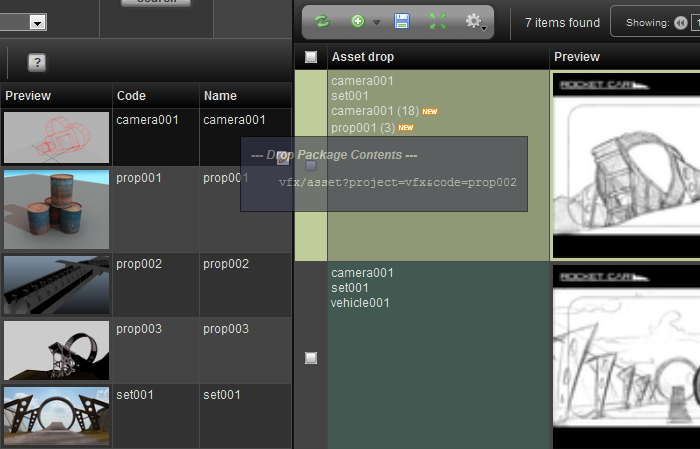 Search
?
Preview Code Name
camera001 camera001
prop001 prop001
prop002 prop002
prop003 prop003
set001 set001
7 items found
Showing:
Asset drop Preview
camera001
set001
camera001 (18) NEW
prop001 (3) NEW
--- Drop Package Contents ---
vfx/asset?project=vfx&code=prop002
ROCKET CAR
camera001
set001
vehicle001
ROCKET CAR